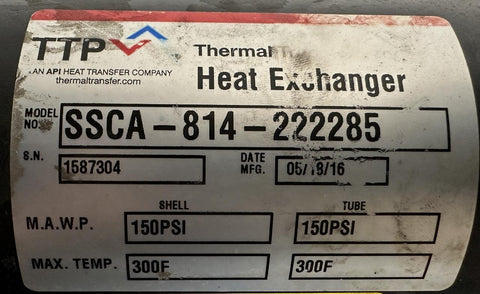 TTP Thermal
AN API HEAT TRANSFER COMPANY
thermaltransfer.com
Heat Exchanger
MODEL NO. SSCA-814-222285
S.N. 1587304 DATE MFG. 05/19/16
SHELL TUBE
M.A.W.P. 150PSI 150PSI
MAX. TEMP. 300F 300F